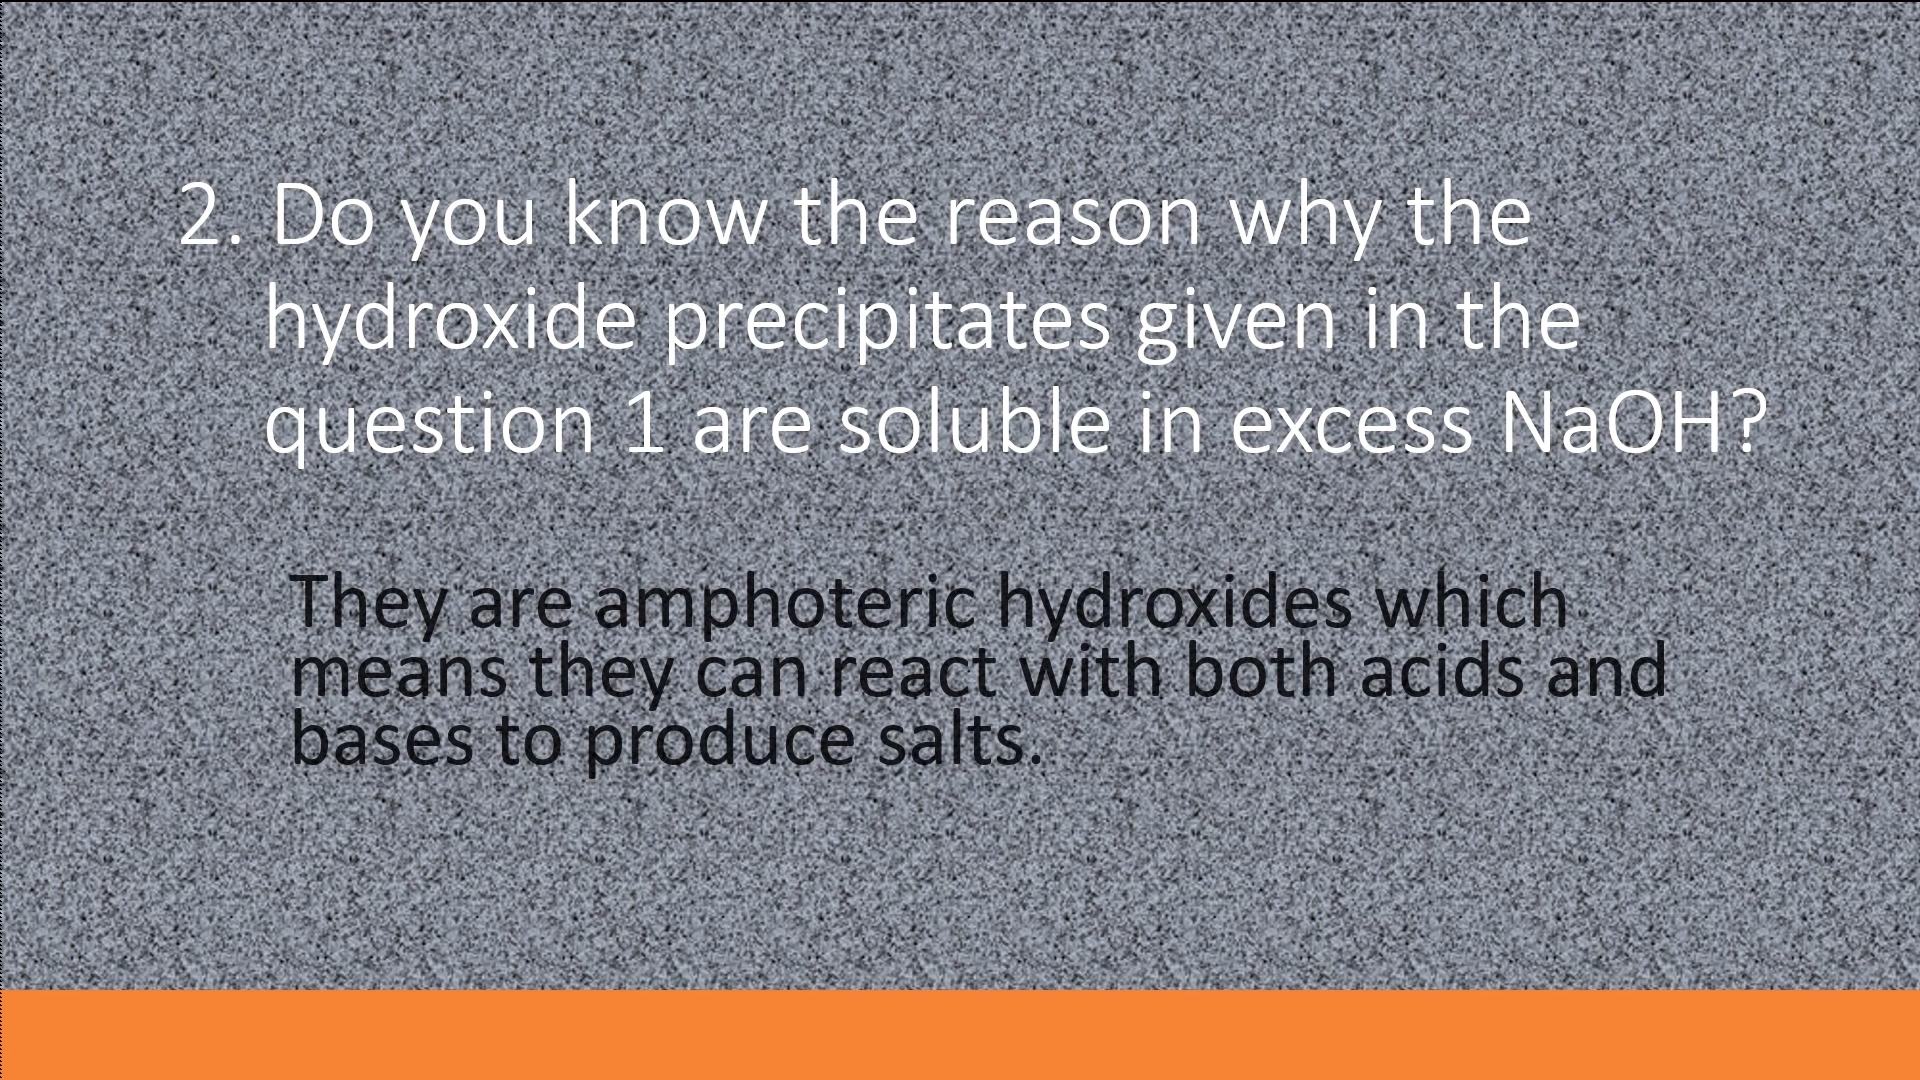 2. Do you know the reason why the
hydroxide precipitates given in the
question 1 are soluble in excess NaOH?
They are amphoteric hydroxides which
means they can react with both acids and
bases to produce salts.